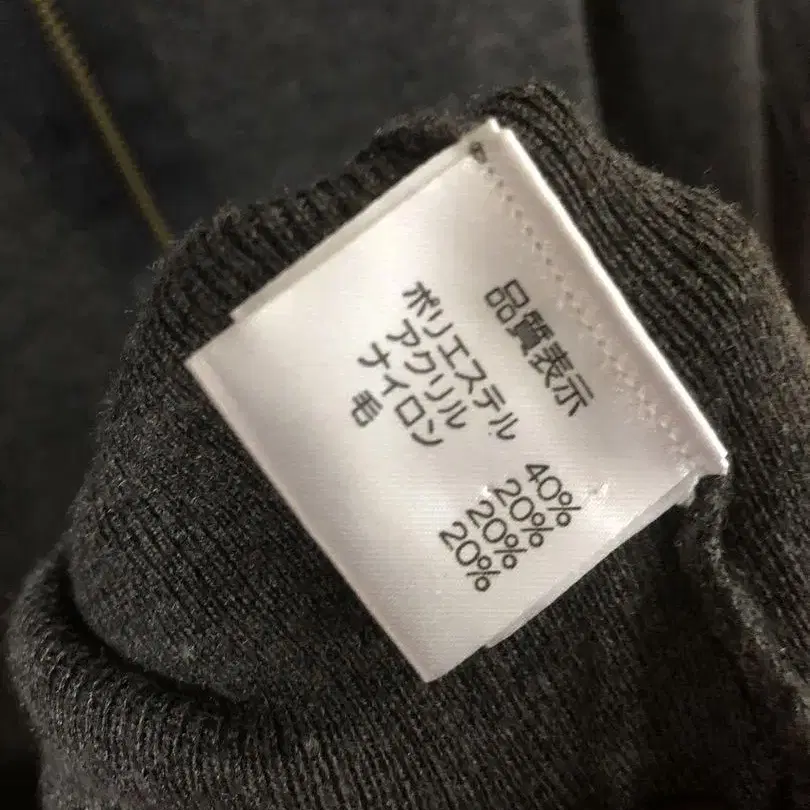 品質表示
ポリエステル 40%
アクリル 20%
ナイロン 20%
毛 20%